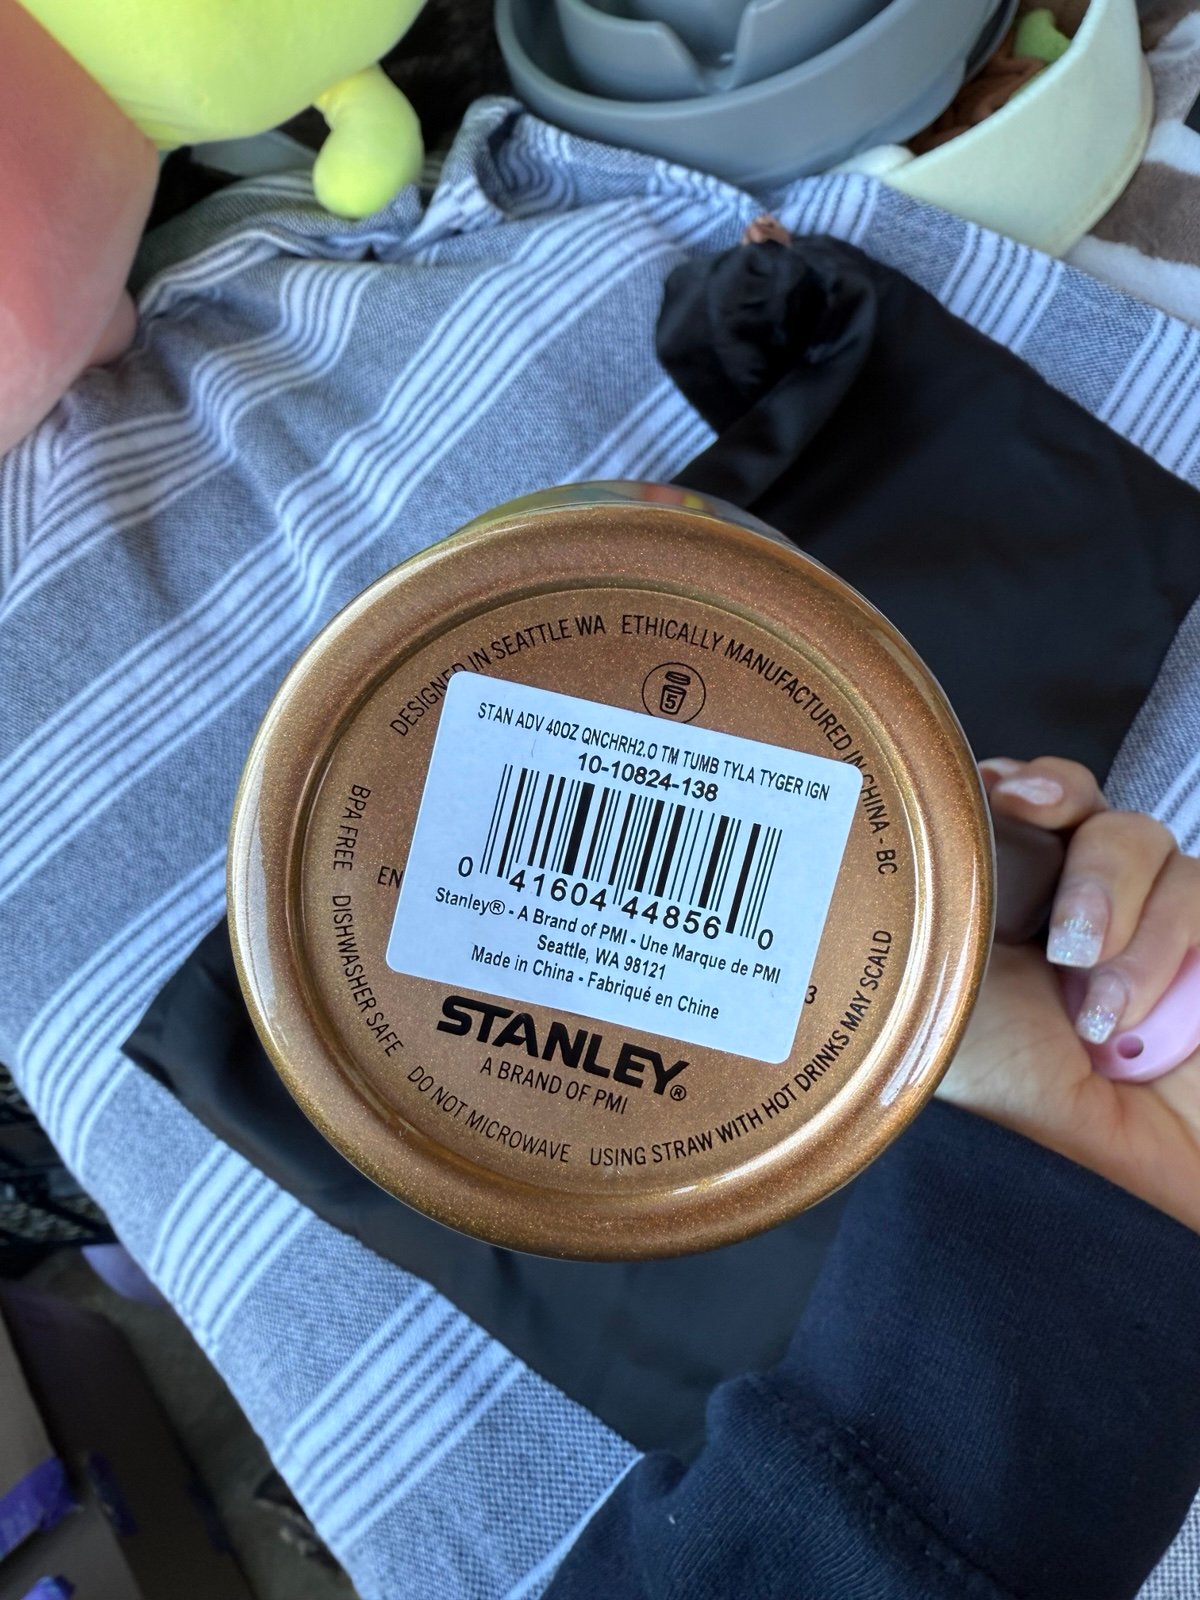 DESIGNED IN SEATTLE WA
ETHICALLY MANUFACTURED IN CHINA - BC
5
STAN ADV 40OZ QNCHRH2.O TM TUMB TYLA TYGER IGN
10-10824-138
0 41604 44856 0
Stanley® - A Brand of PMI - Une Marque de PMI
Seattle, WA 98121
Made in China - Fabriqué en Chine
EN
3
STANLEY®
A BRAND OF PMI
BPA FREE
DISHWASHER SAFE
DO NOT MICROWAVE
USING STRAW WITH HOT DRINKS MAY SCALD